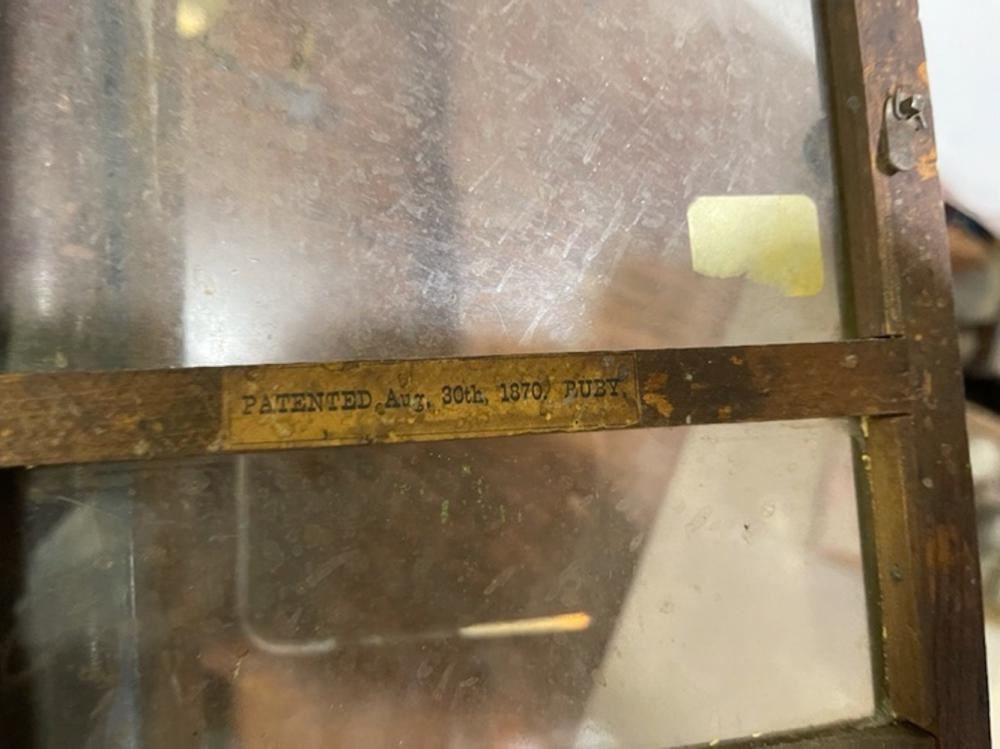 PATENTED Aug. 30th, 1870. RUBY.